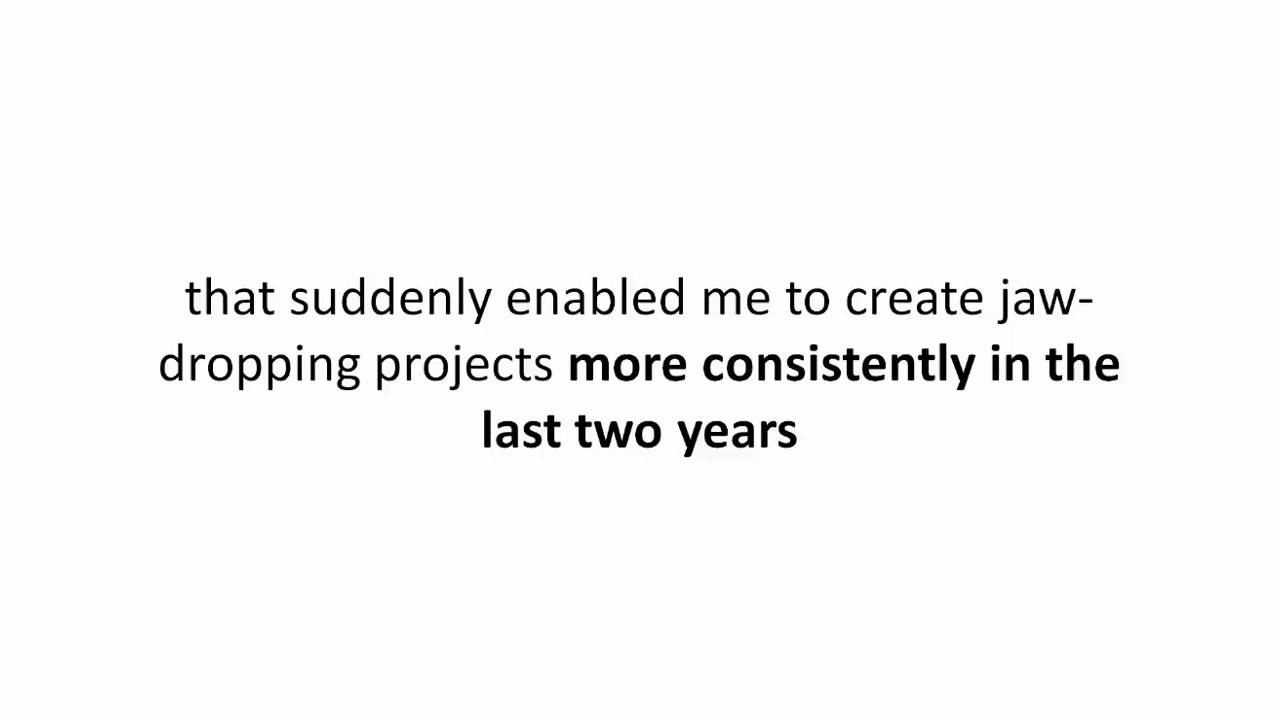 that suddenly enabled me to create jaw-
dropping projects more consistently in the
last two years